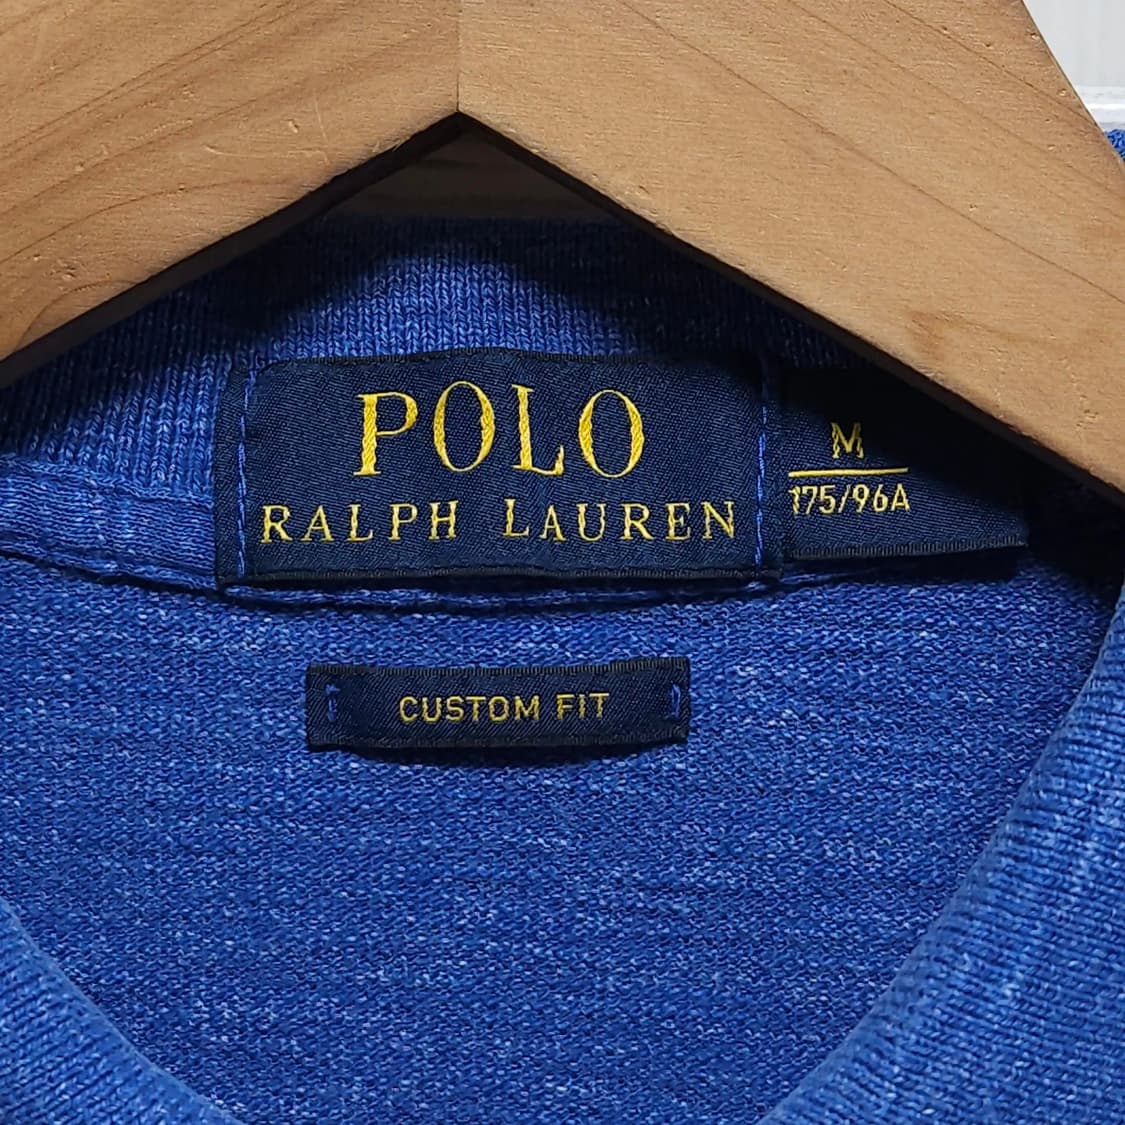 POLO
RALPH LAUREN
M
175/96A
CUSTOM FIT